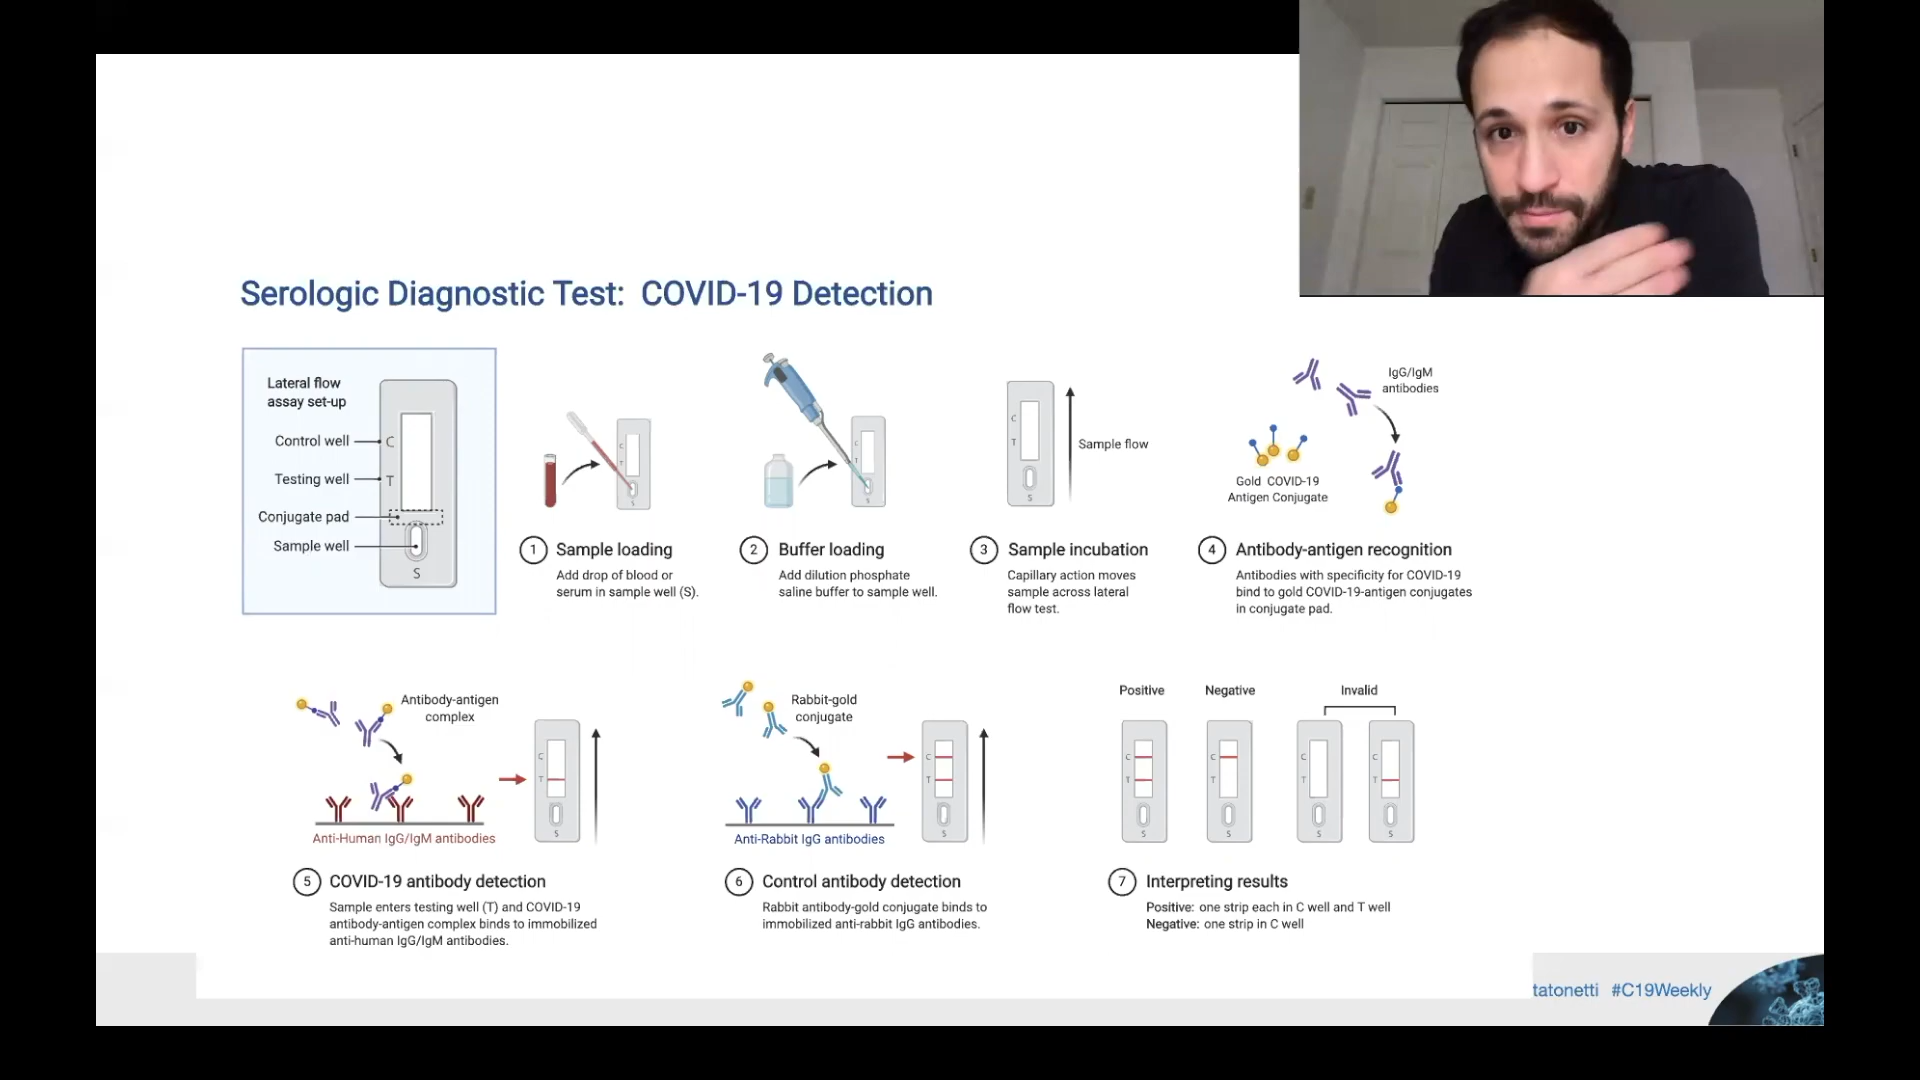 Serologic Diagnostic Test: COVID-19 Detection
Lateral flow
assay set-up
Control well
Testing well
Conjugate pad
Sample well
C
T
S
C
T
S
1 Sample loading
Add drop of blood or
serum in sample well (S).
C
T
S
2 Buffer loading
Add dilution phosphate
saline buffer to sample well.
C
T
S
Sample flow
3 Sample incubation
Capillary action moves
sample across lateral
flow test.
IgG/IgM
antibodies
Gold COVID-19
Antigen Conjugate
4 Antibody-antigen recognition
Antibodies with specificity for COVID-19
bind to gold COVID-19-antigen conjugates
in conjugate pad.
Antibody-antigen
complex
Anti-Human IgG/IgM antibodies
C
T
S
5 COVID-19 antibody detection
Sample enters testing well (T) and COVID-19
antibody-antigen complex binds to immobilized
anti-human IgG/IgM antibodies.
Rabbit-gold
conjugate
Anti-Rabbit IgG antibodies
C
T
S
6 Control antibody detection
Rabbit antibody-gold conjugate binds to
immobilized anti-rabbit IgG antibodies.
Positive Negative Invalid
C C C C
T T T T
S S S S
7 Interpreting results
Positive: one strip each in C well and T well
Negative: one strip in C well
tatonetti #C19Weekly